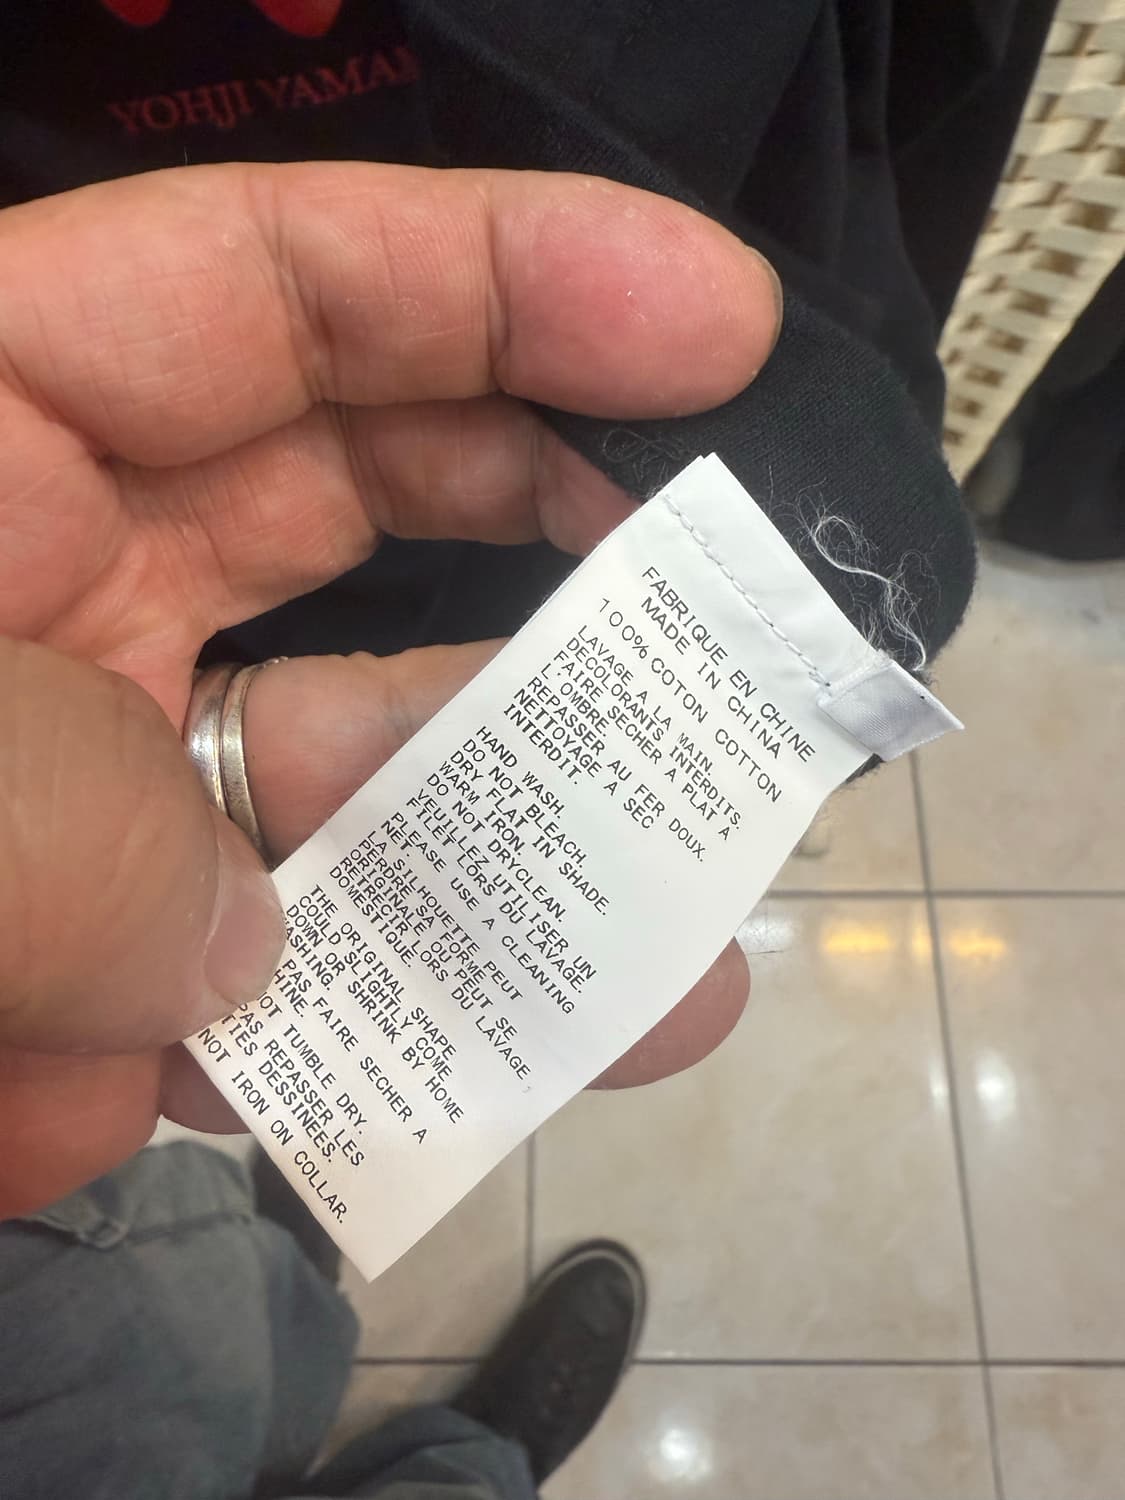 YOHJI YAMA
FABRIQUE EN CHINE
MADE IN CHINA
100% COTON COTTON
LAVAGE A LA MAIN.
DECOLORANTS INTERDITS.
FAIRE SECHER A PLAT A
L'OMBRE.
REPASSER AU FER DOUX.
NETTOYAGE A SEC
INTERDIT.
HAND WASH.
DO NOT BLEACH.
DRY FLAT IN SHADE.
WARM IRON.
DO NOT DRYCLEAN.
VEUILLEZ UTILISER UN
FILET LORS DU LAVAGE.
PLEASE USE A CLEANING
NET.
LA SILHOUETTE PEUT
PERDRE SA FORME
ORIGINALE OU PEUT SE
RETRECIR LORS DU LAVAGE
DOMESTIQUE.
THE ORIGINAL SHAPE
COULD SLIGHTLY COME
DOWN OR SHRINK BY HOME
WASHING.
PAS FAIRE SECHER A
HINE.
NOT TUMBLE DRY.
PAS REPASSER LES
TIES DESSINEES.
NOT IRON ON COLLAR.